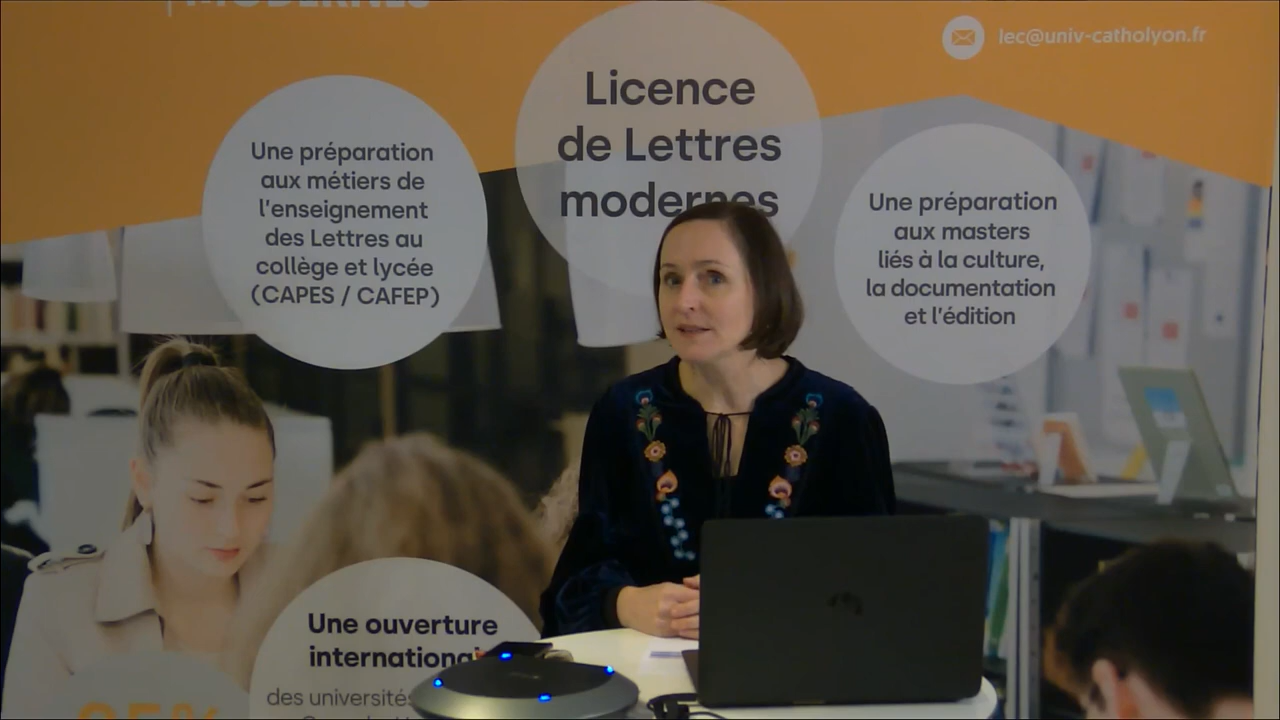 MODERNES
lec@univ-catholyon.fr
Licence
de Lettres
modernes
Une préparation
aux métiers de
l'enseignement
des Lettres au
collège et lycée
(CAPES / CAFEP)
Une préparation
aux masters
liés à la culture,
la documentation
et l'édition
Une ouverture
internationa
des universités
95%